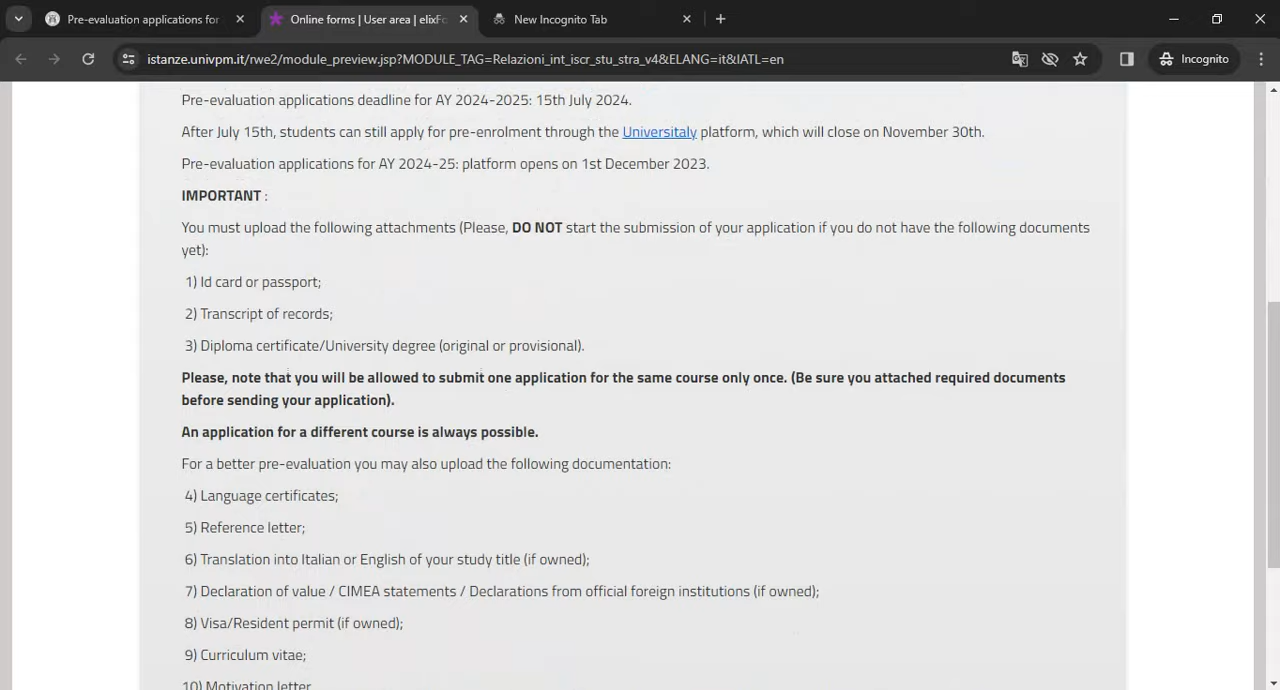 Pre-evaluation applications for
Online forms | User area | elixFo
New Incognito Tab
istanze.univpm.it/rwe2/module_preview.jsp?MODULE_TAG=Relazioni_int_iscr_stu_stra_v4&ELANG=it&IATL=en
Incognito
Pre-evaluation applications deadline for AY 2024-2025: 15th July 2024.
After July 15th, students can still apply for pre-enrolment through the Universitaly platform, which will close on November 30th.
Pre-evaluation applications for AY 2024-25: platform opens on 1st December 2023.
IMPORTANT :
You must upload the following attachments (Please, DO NOT start the submission of your application if you do not have the following documents
yet):
1) Id card or passport;
2) Transcript of records;
3) Diploma certificate/University degree (original or provisional).
Please, note that you will be allowed to submit one application for the same course only once. (Be sure you attached required documents
before sending your application).
An application for a different course is always possible.
For a better pre-evaluation you may also upload the following documentation:
4) Language certificates;
5) Reference letter;
6) Translation into Italian or English of your study title (if owned);
7) Declaration of value / CIMEA statements / Declarations from official foreign institutions (if owned);
8) Visa/Resident permit (if owned);
9) Curriculum vitae;
10) Motivation letter